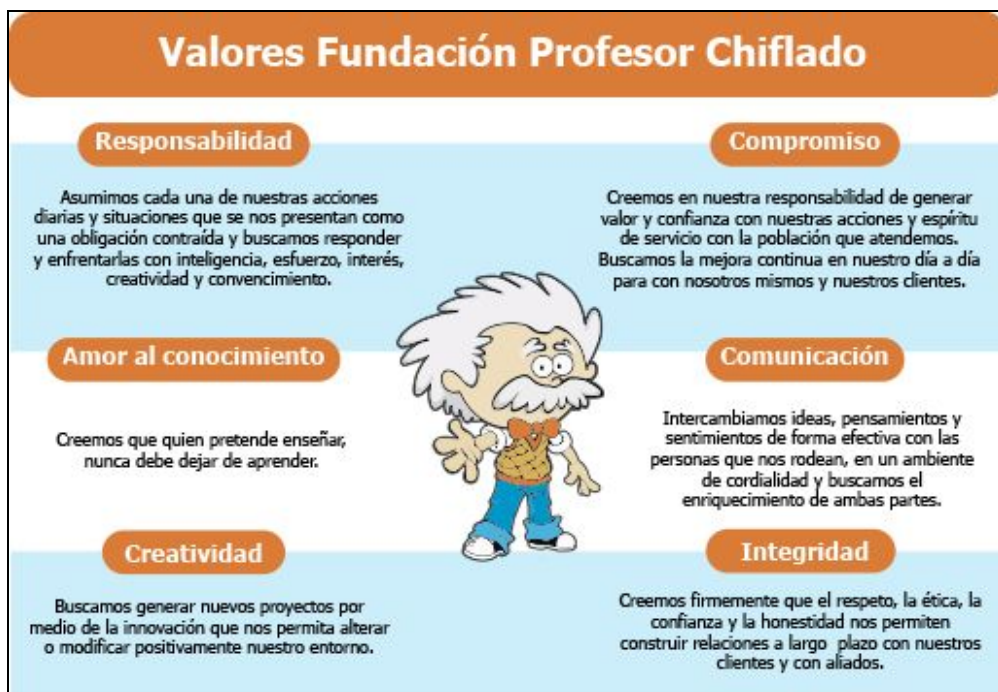 Valores Fundación Profesor Chiflado
Responsabilidad
Asumimos cada una de nuestras acciones
diarias y situaciones que se nos presentan como
una obligación contraída y buscamos responder
y enfrentarlas con inteligencia, esfuerzo, interés,
creatividad y convencimiento.
Compromiso
Creemos en nuestra responsabilidad de generar
valor y confianza con nuestras acciones y espíritu
de servicio con la población que atendemos.
Buscamos la mejora continua en nuestro día a día
para con nosotros mismos y nuestros clientes.
Amor al conocimiento
Creemos que quien pretende enseñar,
nunca debe dejar de aprender.
Comunicación
Intercambiamos ideas, pensamientos y
sentimientos de forma efectiva con las
personas que nos rodean, en un ambiente
de cordialidad y buscamos el
enriquecimiento de ambas partes.
Creatividad
Buscamos generar nuevos proyectos por
medio de la innovación que nos permita alterar
o modificar positivamente nuestro entorno.
Integridad
Creemos firmemente que el respeto, la ética, la
confianza y la honestidad nos permiten
construir relaciones a largo plazo con nuestros
clientes y con aliados.